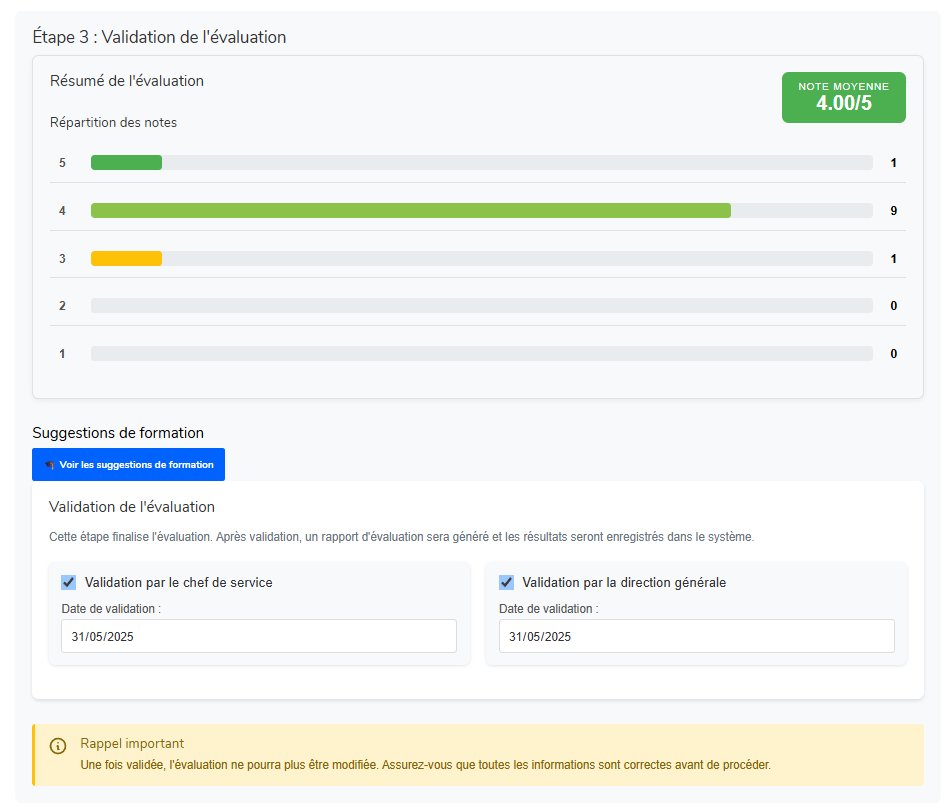 Étape 3 : Validation de l'évaluation
Résumé de l'évaluation
NOTE MOYENNE
4.00/5
Répartition des notes
5 1
4 9
3 1
2 0
1 0
Suggestions de formation
Voir les suggestions de formation
Validation de l'évaluation
Cette étape finalise l'évaluation. Après validation, un rapport d'évaluation sera généré et les résultats seront enregistrés dans le système.
Validation par le chef de service
Date de validation :
31/05/2025
Validation par la direction générale
Date de validation :
31/05/2025
Rappel important
Une fois validée, l'évaluation ne pourra plus être modifiée. Assurez-vous que toutes les informations sont correctes avant de procéder.